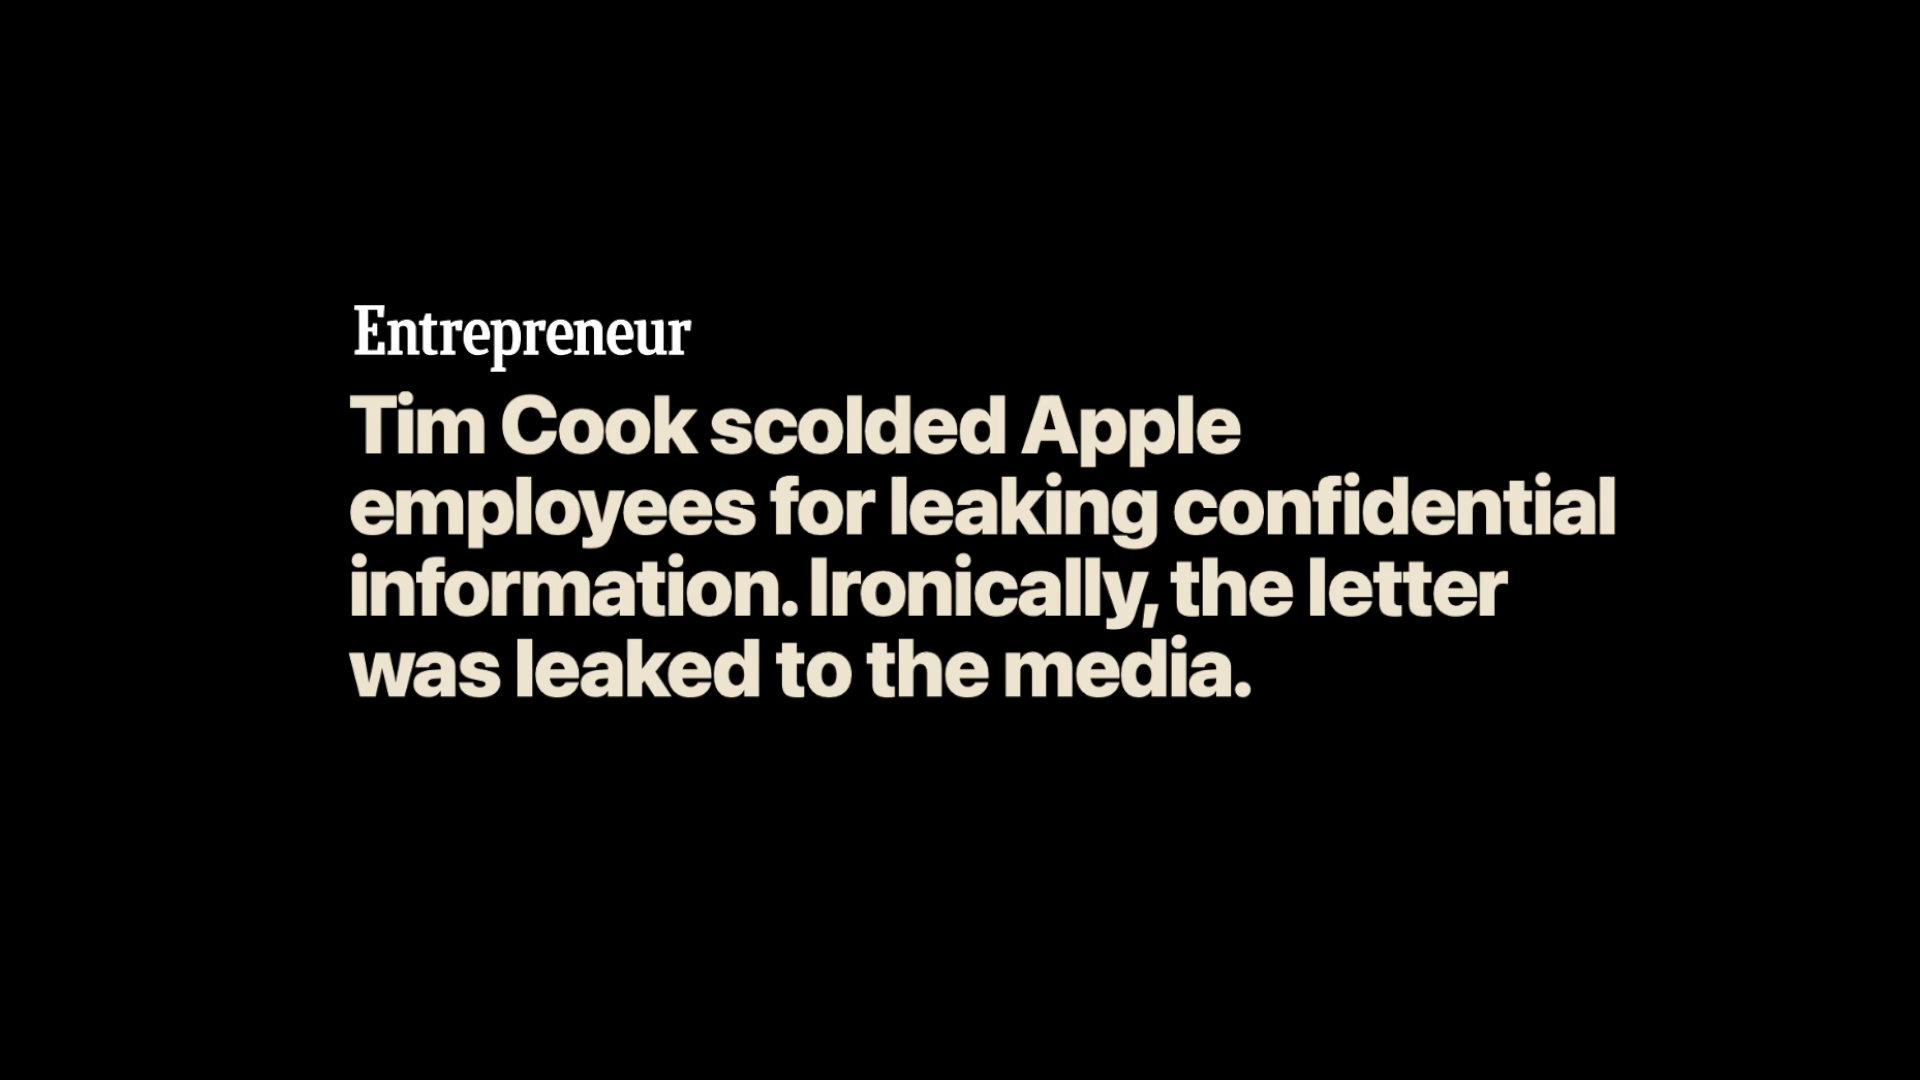 Entrepreneur
Tim Cook scolded Apple
employees for leaking confidential
information. Ironically, the letter
was leaked to the media.